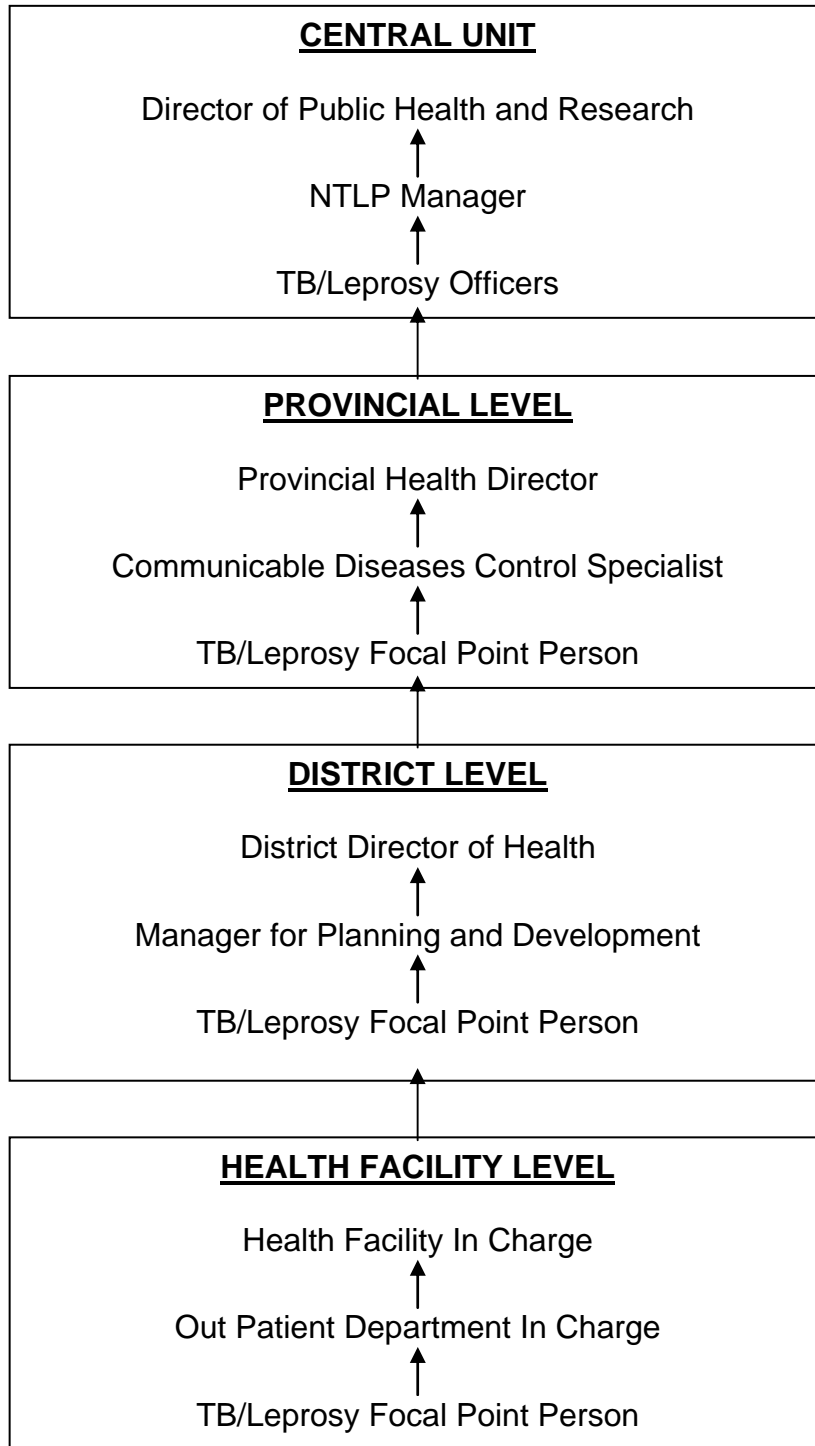 CENTRAL UNIT
Director of Public Health and Research
NTLP Manager
TB/Leprosy Officers
PROVINCIAL LEVEL
Provincial Health Director
Communicable Diseases Control Specialist
TB/Leprosy Focal Point Person
DISTRICT LEVEL
District Director of Health
Manager for Planning and Development
TB/Leprosy Focal Point Person
HEALTH FACILITY LEVEL
Health Facility In Charge
Out Patient Department In Charge
TB/Leprosy Focal Point Person